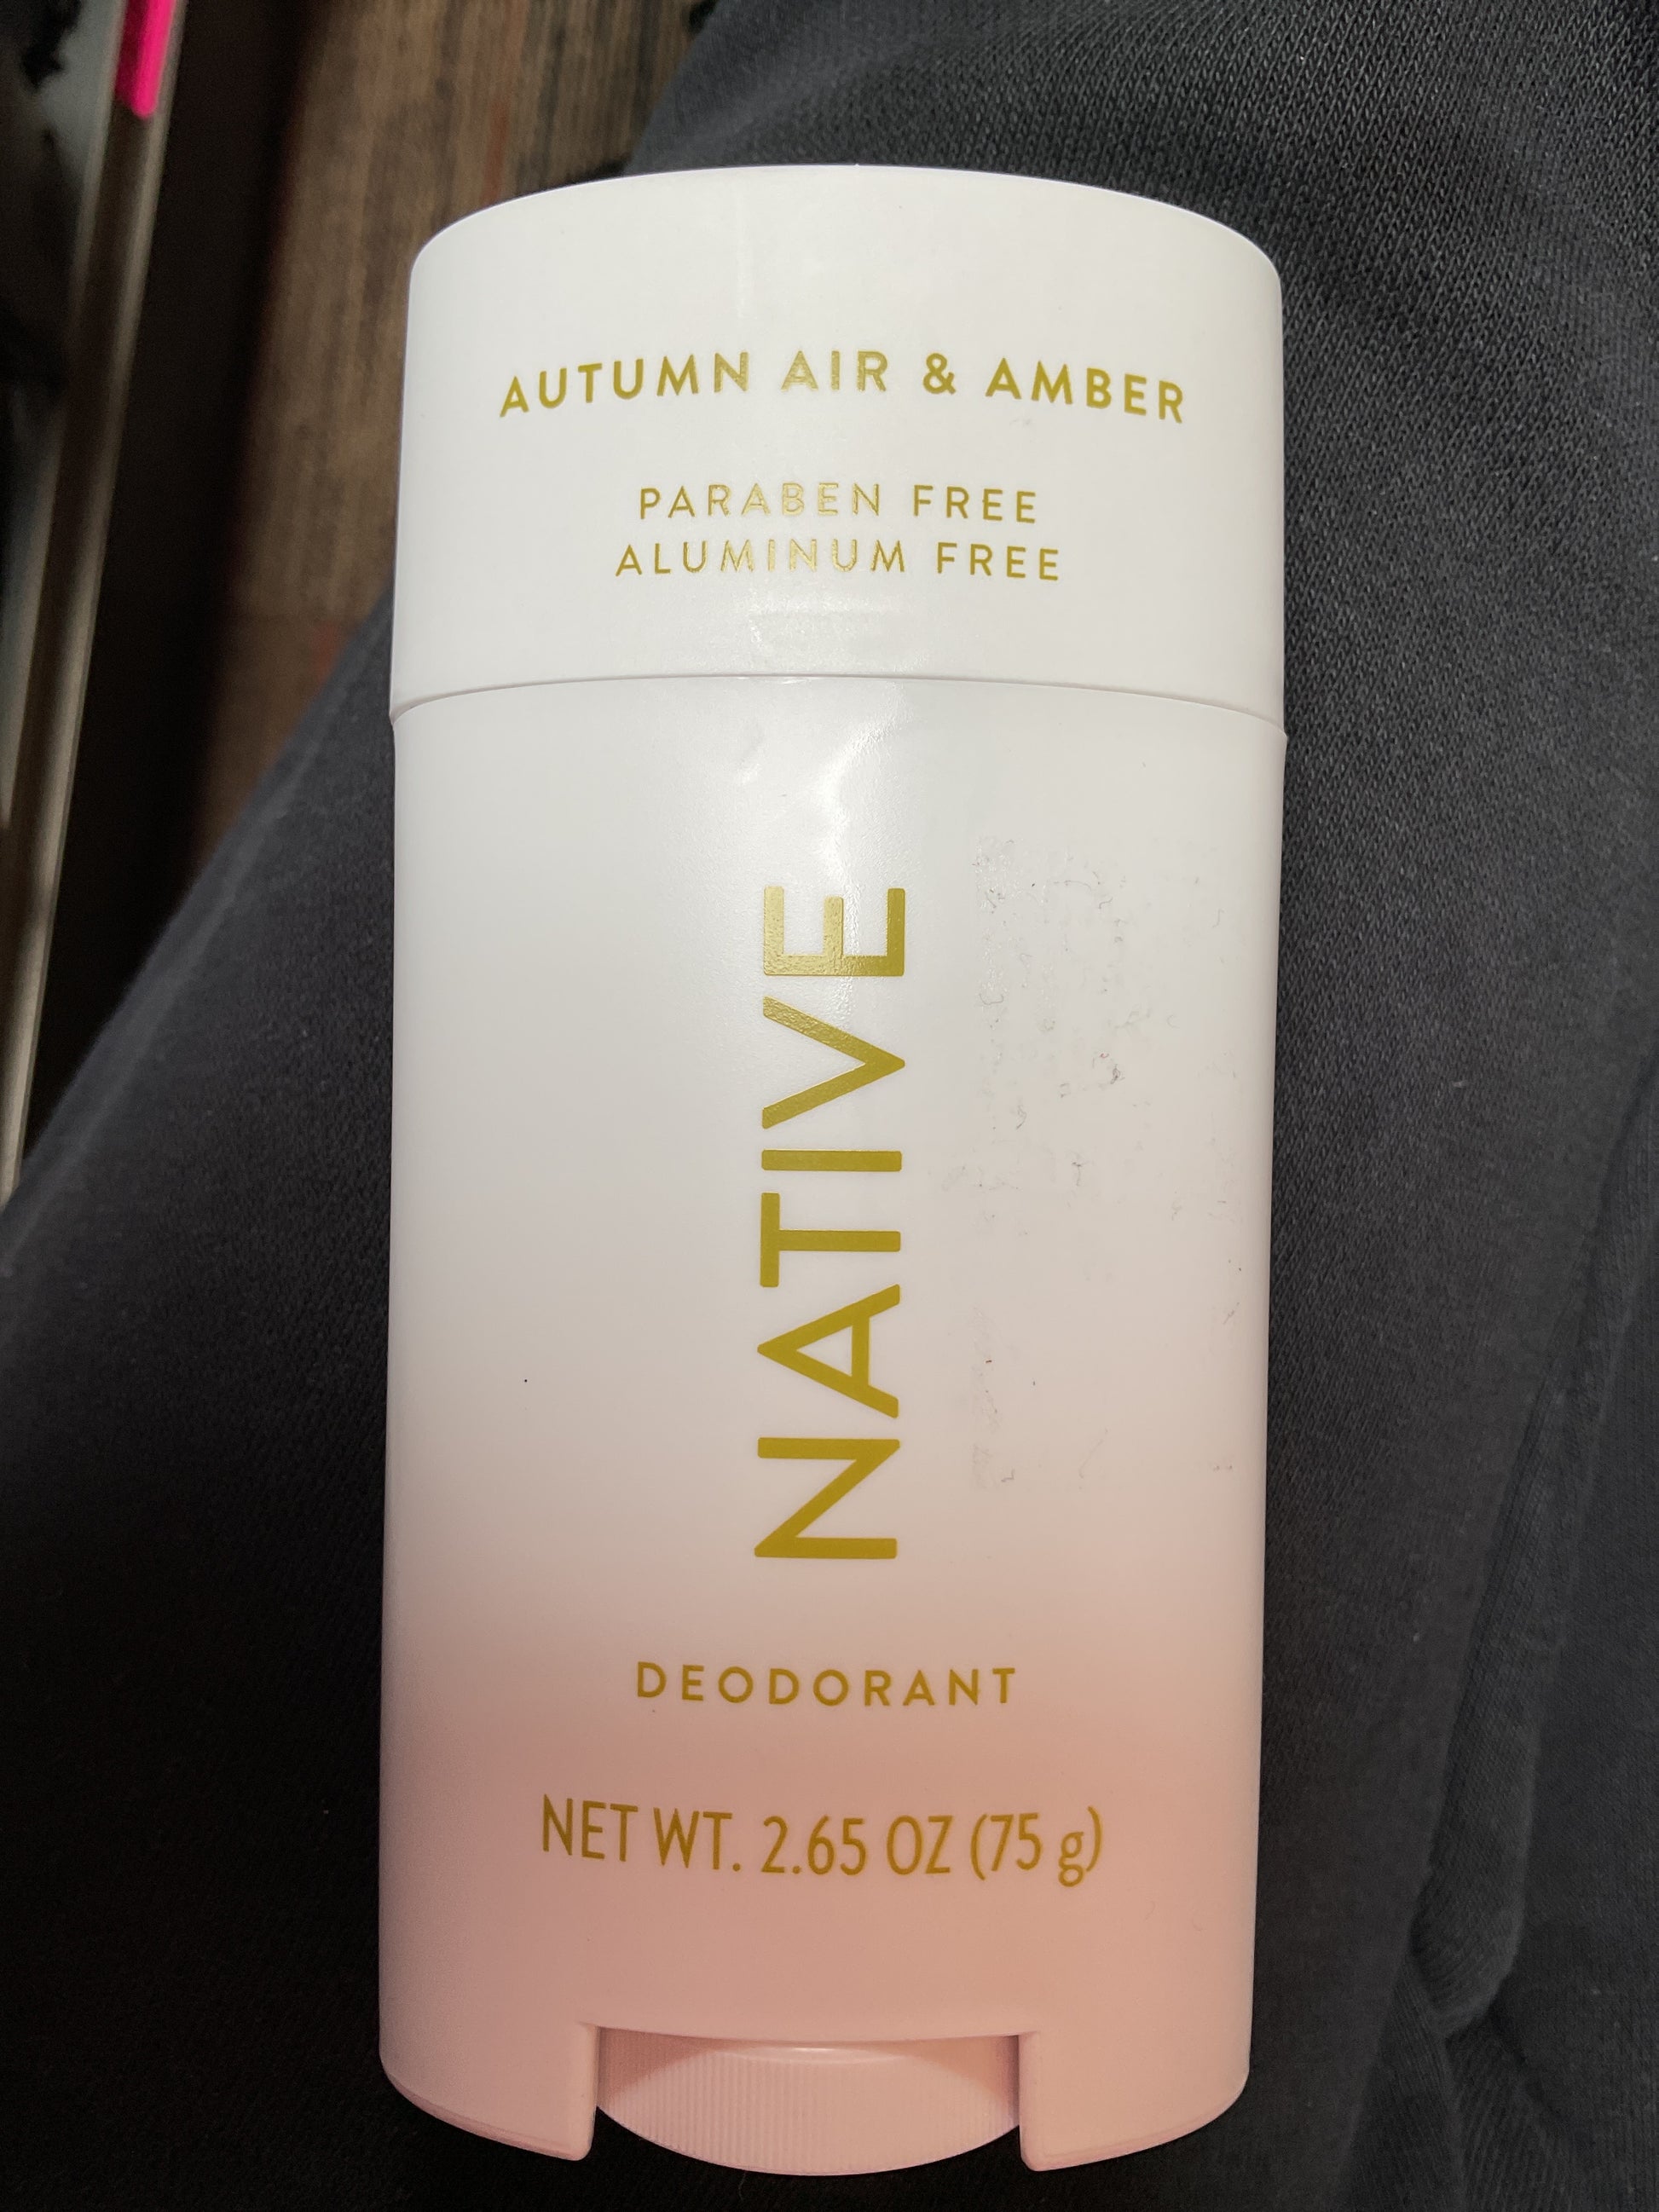 AUTUMN AIR & AMBER
PARABEN FREE
ALUMINUM FREE
NATIVE
DEODORANT
NET WT. 2.65 OZ (75 g)